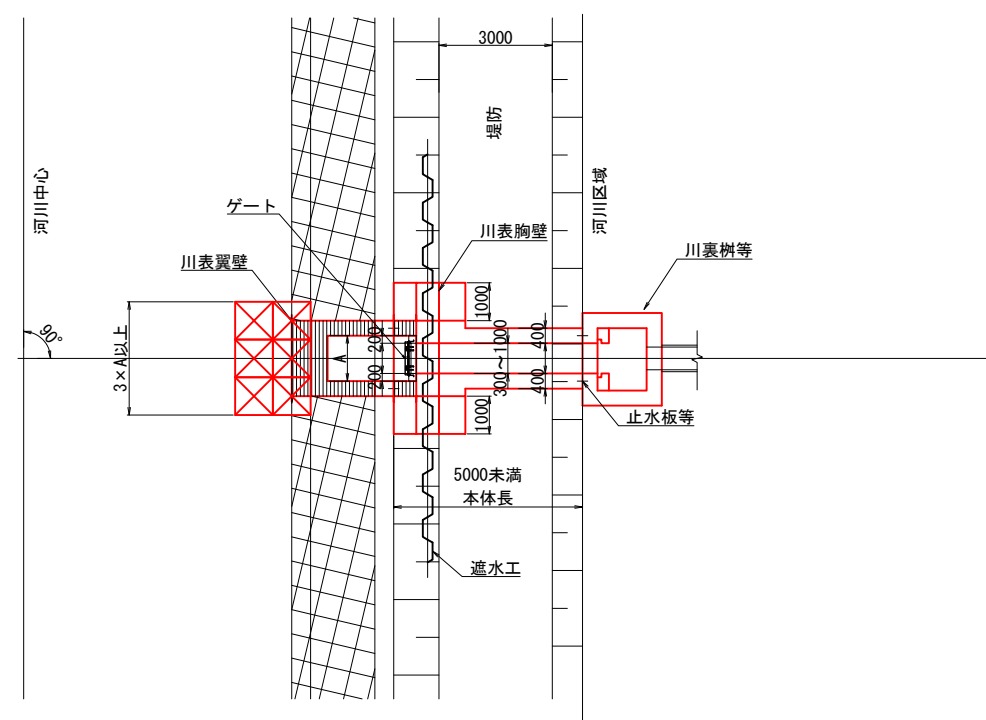 3000
堤防
河川中心
河川区域
ゲート
川表胸壁
川裏桝等
川表翼壁
1000
90°
3×A以上
A
200
200
300～1000
400
400
1000
止水板等
5000未満
本体長
遮水工